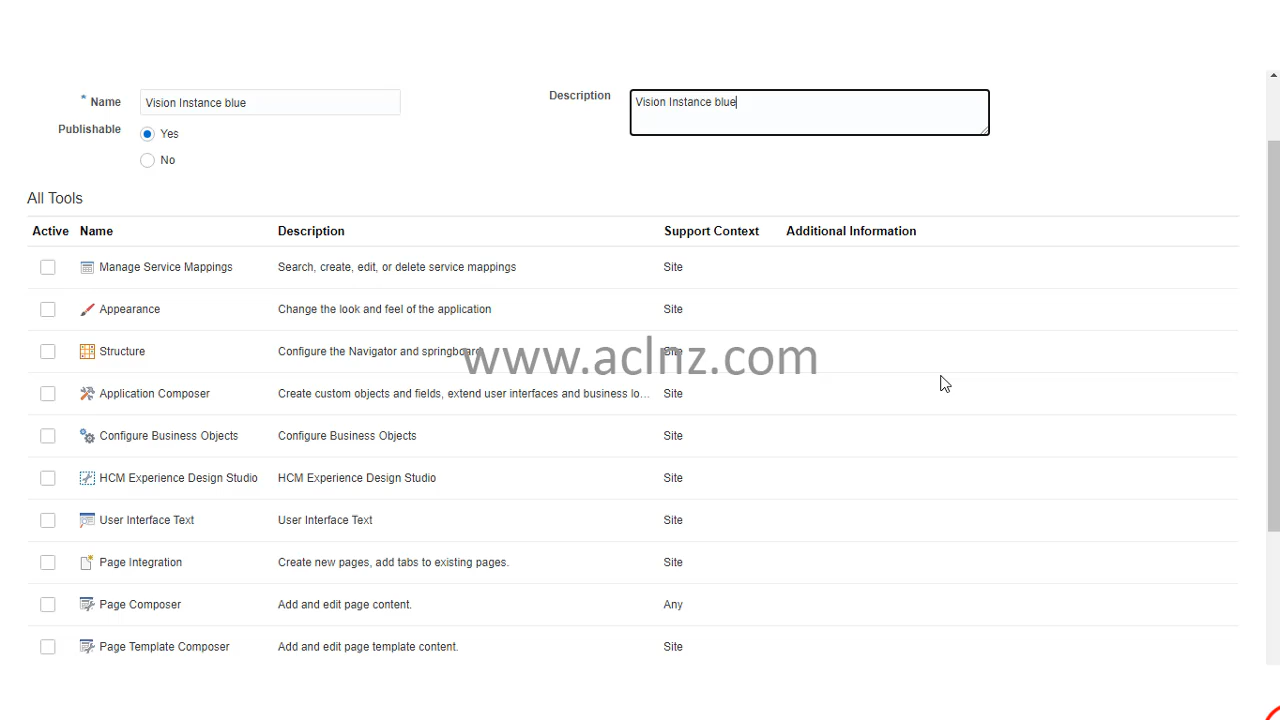 * Name Vision Instance blue Description Vision Instance blue
Publishable Yes
No
All Tools
Active Name Description Support Context Additional Information
Manage Service Mappings Search, create, edit, or delete service mappings Site
Appearance Change the look and feel of the application Site
Structure Configure the Navigator and springboard Site
www.aclnz.com
Application Composer Create custom objects and fields, extend user interfaces and business lo... Site
Configure Business Objects Configure Business Objects Site
HCM Experience Design Studio HCM Experience Design Studio Site
User Interface Text User Interface Text Site
Page Integration Create new pages, add tabs to existing pages. Site
Page Composer Add and edit page content. Any
Page Template Composer Add and edit page template content. Site